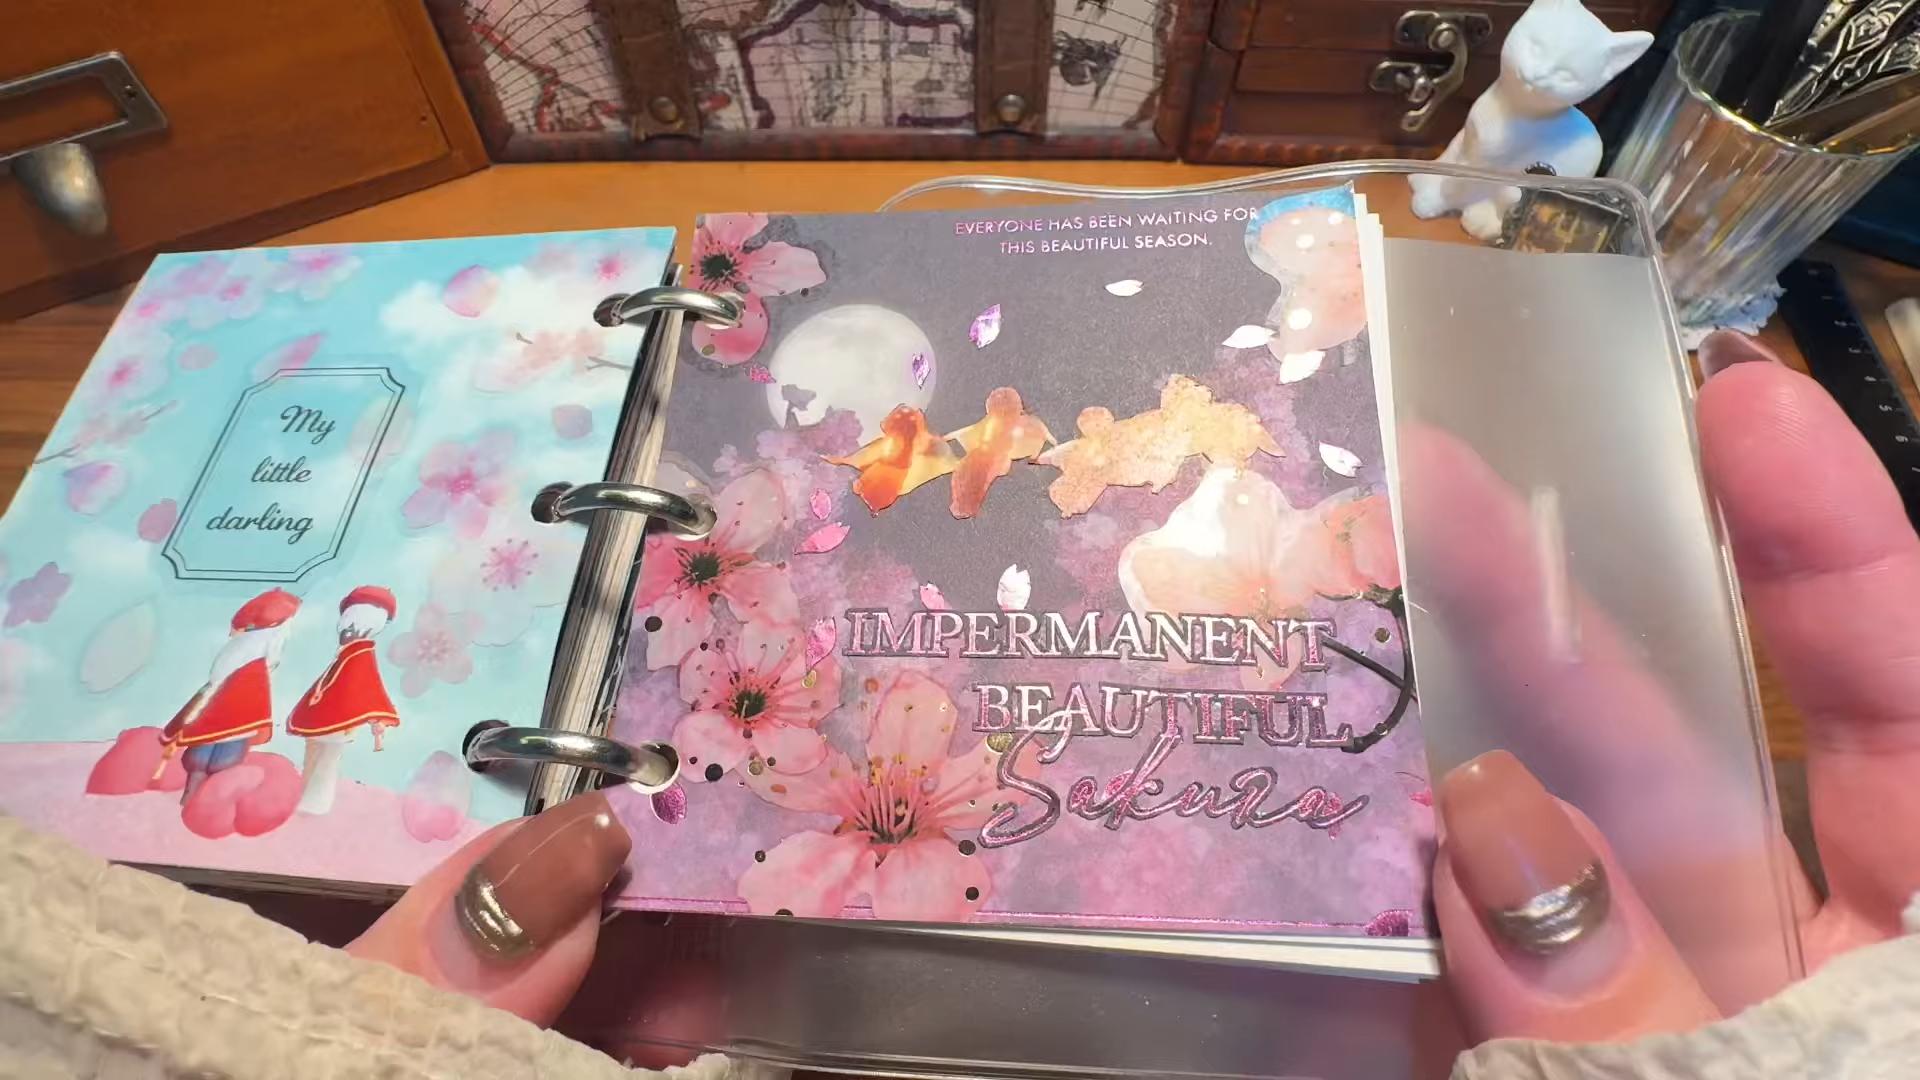 My
little
darling
EVERYONE HAS BEEN WAITING FOR
THIS BEAUTIFUL SEASON.
IMPERMANENT
BEAUTIFUL
Sakura